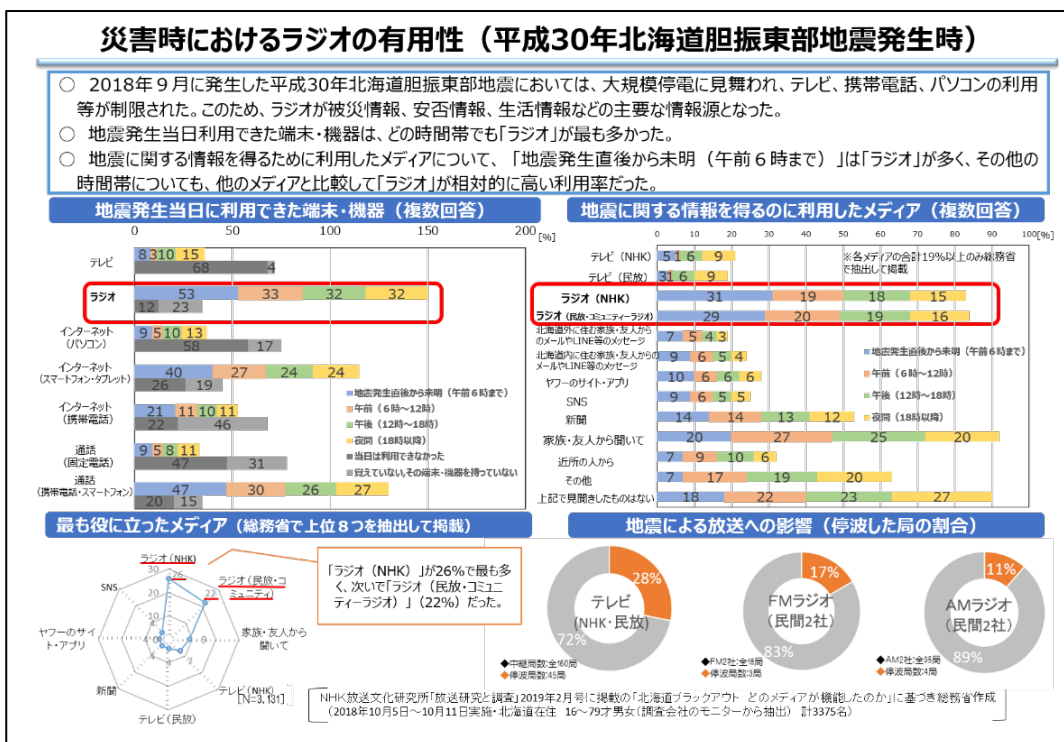 災害時におけるラジオの有用性（平成30年北海道胆振東部地震発生時）
○ 2018年９月に発生した平成30年北海道胆振東部地震においては、大規模停電に見舞われ、テレビ、携帯電話、パソコンの利用
等が制限された。このため、ラジオが被災情報、安否情報、生活情報などの主要な情報源となった。
○ 地震発生当日利用できた端末・機器は、どの時間帯でも「ラジオ」が最も多かった。
○ 地震に関する情報を得るために利用したメディアについて、「地震発生直後から未明（午前６時まで）」は「ラジオ」が多く、その他の
時間帯についても、他のメディアと比較して「ラジオ」が相対的に高い利用率だった。
地震発生当日に利用できた端末・機器（複数回答）
0 50 100 150 200 [%]
テレビ
8 3 10 15
68 4
ラジオ
53 33 32 32
12 23
インターネット
（パソコン）
9 5 10 13
58 17
インターネット
（スマートフォン・タブレット）
40 27 24 24
26 19
インターネット
（携帯電話）
21 11 10 11
22 46
通話
（固定電話）
9 5 8 11
47 31
通話
（携帯電話・スマートフォン）
47 30 26 27
20 15
地震発生直後から未明（午前６時まで）
午前（６時～12時）
午後（12時～18時）
夜間（18時以降）
当日は利用できなかった
覚えていない,その端末・機器を持っていない
地震に関する情報を得るのに利用したメディア（複数回答）
0 10 20 30 40 50 60 70 80 90 100 [%]
※各メディアの合計19%以上のみ総務省
で抽出して掲載
テレビ（NHK） 5 1 6 9
テレビ（民放） 3 1 6 9
ラジオ（NHK） 31 19 18 15
ラジオ（民放・コミュニティーラジオ） 29 20 19 16
北海道外に住む家族・友人から
のメールやLINE等のメッセージ
7 5 4 3
北海道内に住む家族・友人からの
メールやLINE等のメッセージ
9 6 5 4
ヤフーのサイト・アプリ 10 6 6 6
SNS 9 6 5 5
新聞 14 14 13 12
家族・友人から聞いて 20 27 25 20
近所の人から 7 9 10 6
その他 7 17 19 20
上記で見聞きしたものはない 18 22 23 27
地震発生直後から未明（午前６時まで）
午前（６時～12時）
午後（12時～18時）
夜間（18時以降）
最も役に立ったメディア（総務省で上位８つを抽出して掲載）
ラジオ（NHK）
30
26
20
22
10
0
ラジオ（民放・コ
ミュニティ）
家族・友人から
聞いて
テレビ（NHK）
[N=3,131]
テレビ（民放）
新聞
ヤフーのサイ
ト・アプリ
SNS
「ラジオ（NHK）」が26%で最も多
く、次いで「ラジオ（民放・コミュニ
ティーラジオ）」（22%）だった。
地震による放送への影響（停波した局の割合）
28%
テレビ
（NHK・民放）
72%
◆中継局数:全160局
◆停波局数:45局
17%
FMラジオ
（民間2社）
83%
◆FM2社:全18局
◆停波局数:3局
11%
AMラジオ
（民間2社）
89%
◆AM2社:全35局
◆停波局数:4局
NHK放送文化研究所「放送研究と調査」2019年2月号に掲載の「北海道ブラックアウト どのメディアが機能したのか」に基づき総務省作成
（2018年10月5日～10月11日実施・北海道在住 16～79才男女（調査会社のモニターから抽出） 計3375名）